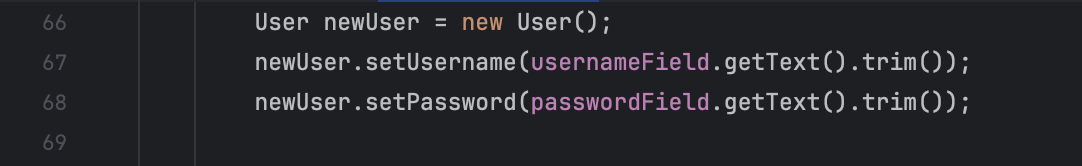 66 User newUser = new User();
67 newUser.setUsername(usernameField.getText().trim());
68 newUser.setPassword(passwordField.getText().trim());
69